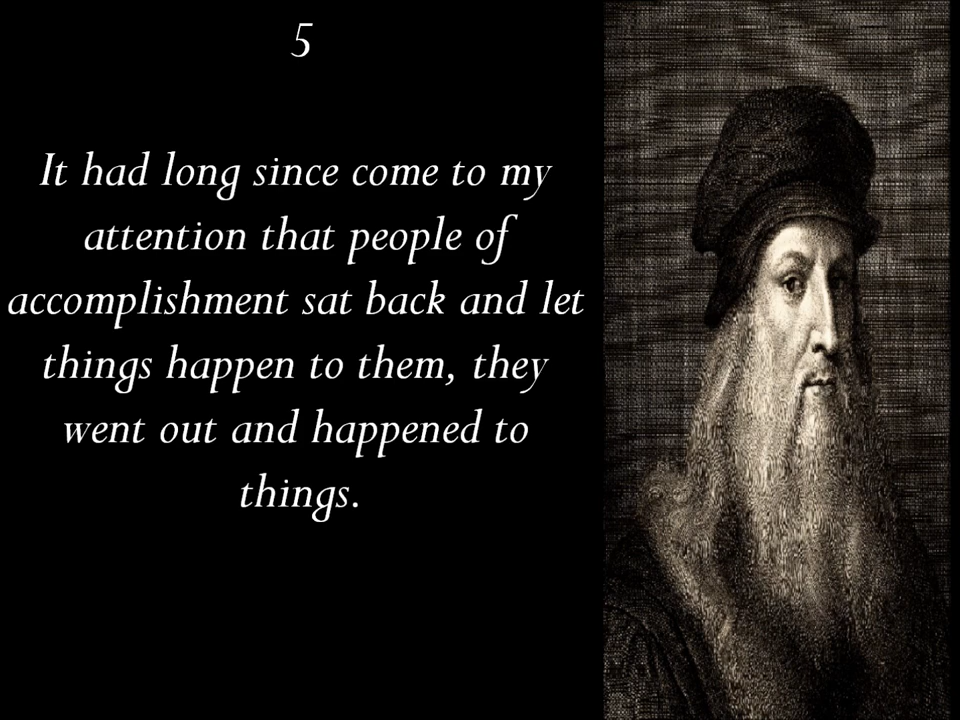 5
It had long since come to my
attention that people of
accomplishment sat back and let
things happen to them, they
went out and happened to
things.